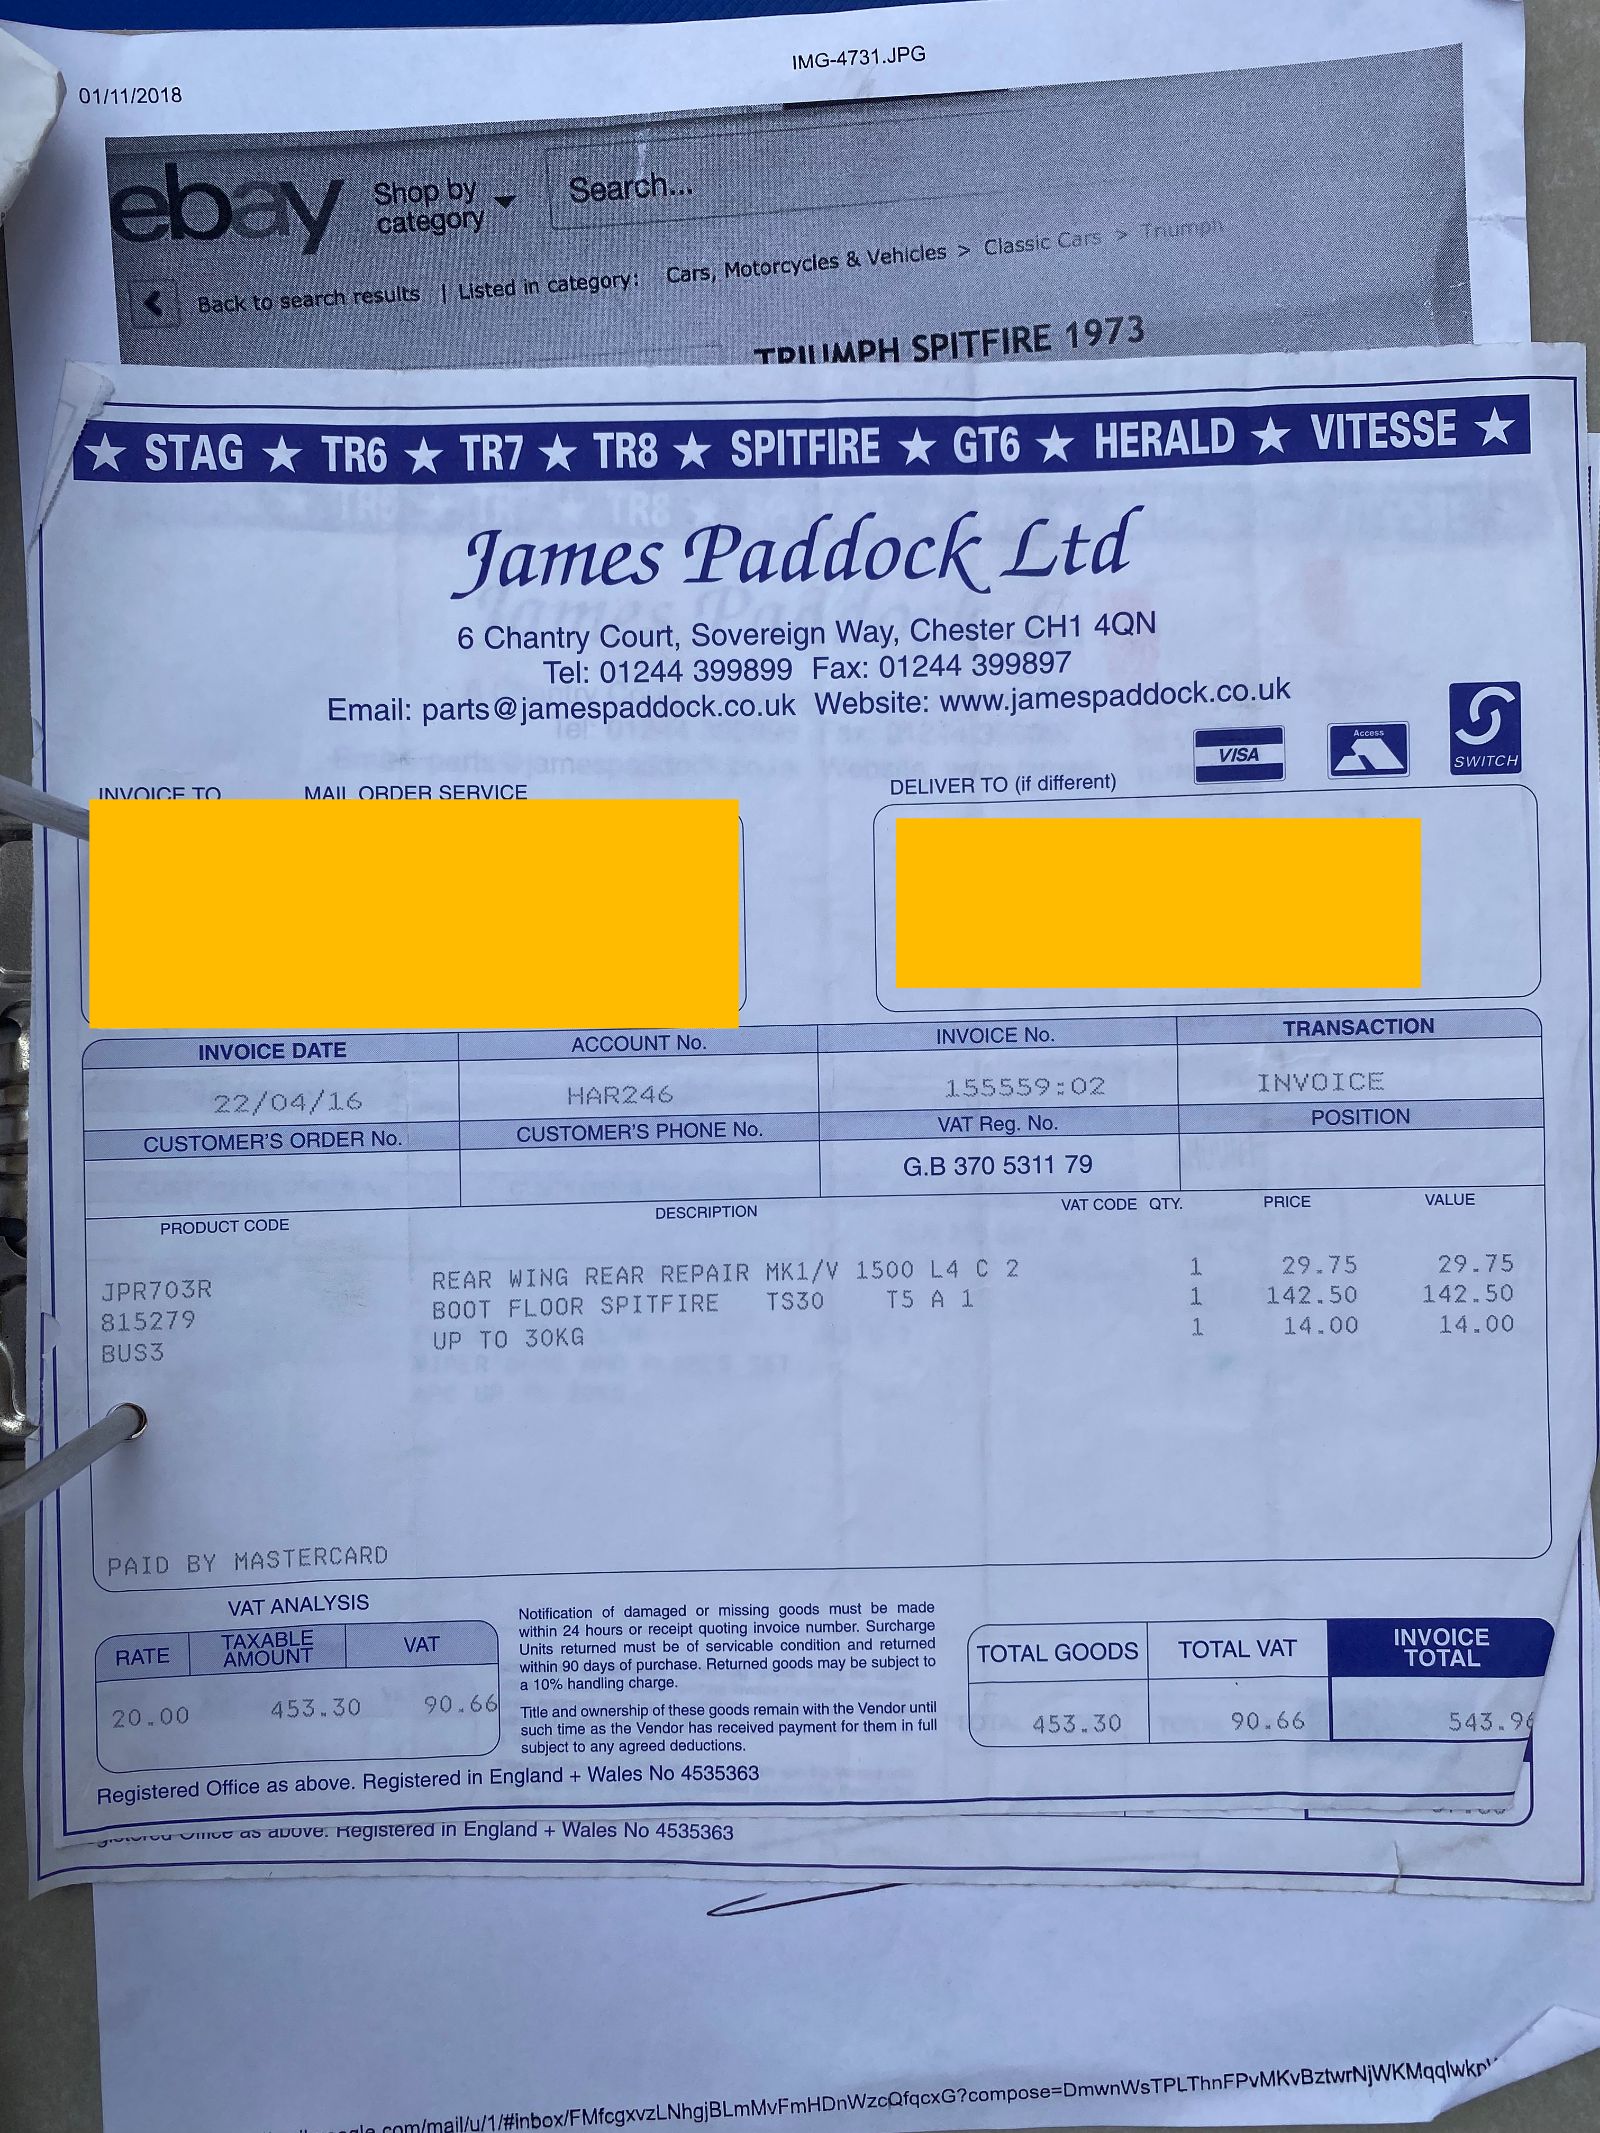 01/11/2018
IMG-4731.JPG
ebay
Shop by category
Search...
Back to search results | Listed in category: Cars, Motorcycles & Vehicles > Classic Cars > Triumph
TRIUMPH SPITFIRE 1973
★ STAG ★ TR6 ★ TR7 ★ TR8 ★ SPITFIRE ★ GT6 ★ HERALD ★ VITESSE ★
James Paddock Ltd
6 Chantry Court, Sovereign Way, Chester CH1 4QN
Tel: 01244 399899 Fax: 01244 399897
Email: parts@jamespaddock.co.uk Website: www.jamespaddock.co.uk
VISA
Access
SWITCH
INVOICE TO MAIL ORDER SERVICE
DELIVER TO (if different)
INVOICE DATE ACCOUNT No. INVOICE No. TRANSACTION
22/04/16 HAR246 155559:02 INVOICE
CUSTOMER'S ORDER No. CUSTOMER'S PHONE No. VAT Reg. No. POSITION
G.B 370 5311 79
PRODUCT CODE DESCRIPTION VAT CODE QTY. PRICE VALUE
JPR703R REAR WING REAR REPAIR MK1/V 1500 L4 C 2 1 29.75 29.75
815279 BOOT FLOOR SPITFIRE TS30 T5 A 1 1 142.50 142.50
BUS3 UP TO 30KG 1 14.00 14.00
PAID BY MASTERCARD
VAT ANALYSIS
RATE TAXABLE AMOUNT VAT
20.00 453.30 90.66
Notification of damaged or missing goods must be made
within 24 hours or receipt quoting invoice number. Surcharge
Units returned must be of servicable condition and returned
within 90 days of purchase. Returned goods may be subject to
a 10% handling charge.
Title and ownership of these goods remain with the Vendor until
such time as the Vendor has received payment for them in full
subject to any agreed deductions.
TOTAL GOODS TOTAL VAT INVOICE TOTAL
453.30 90.66 543.96
Registered Office as above. Registered in England + Wales No 4535363
Office as above. Registered in England + Wales No 4535363
.com/mail/u/1/#inbox/FMfcgxvzLNhgjBLmMvFmHDnWzcQfqcxG?compose=DmwnWsTPLThnFPvMKvBztwrNjWKMqqlwkp